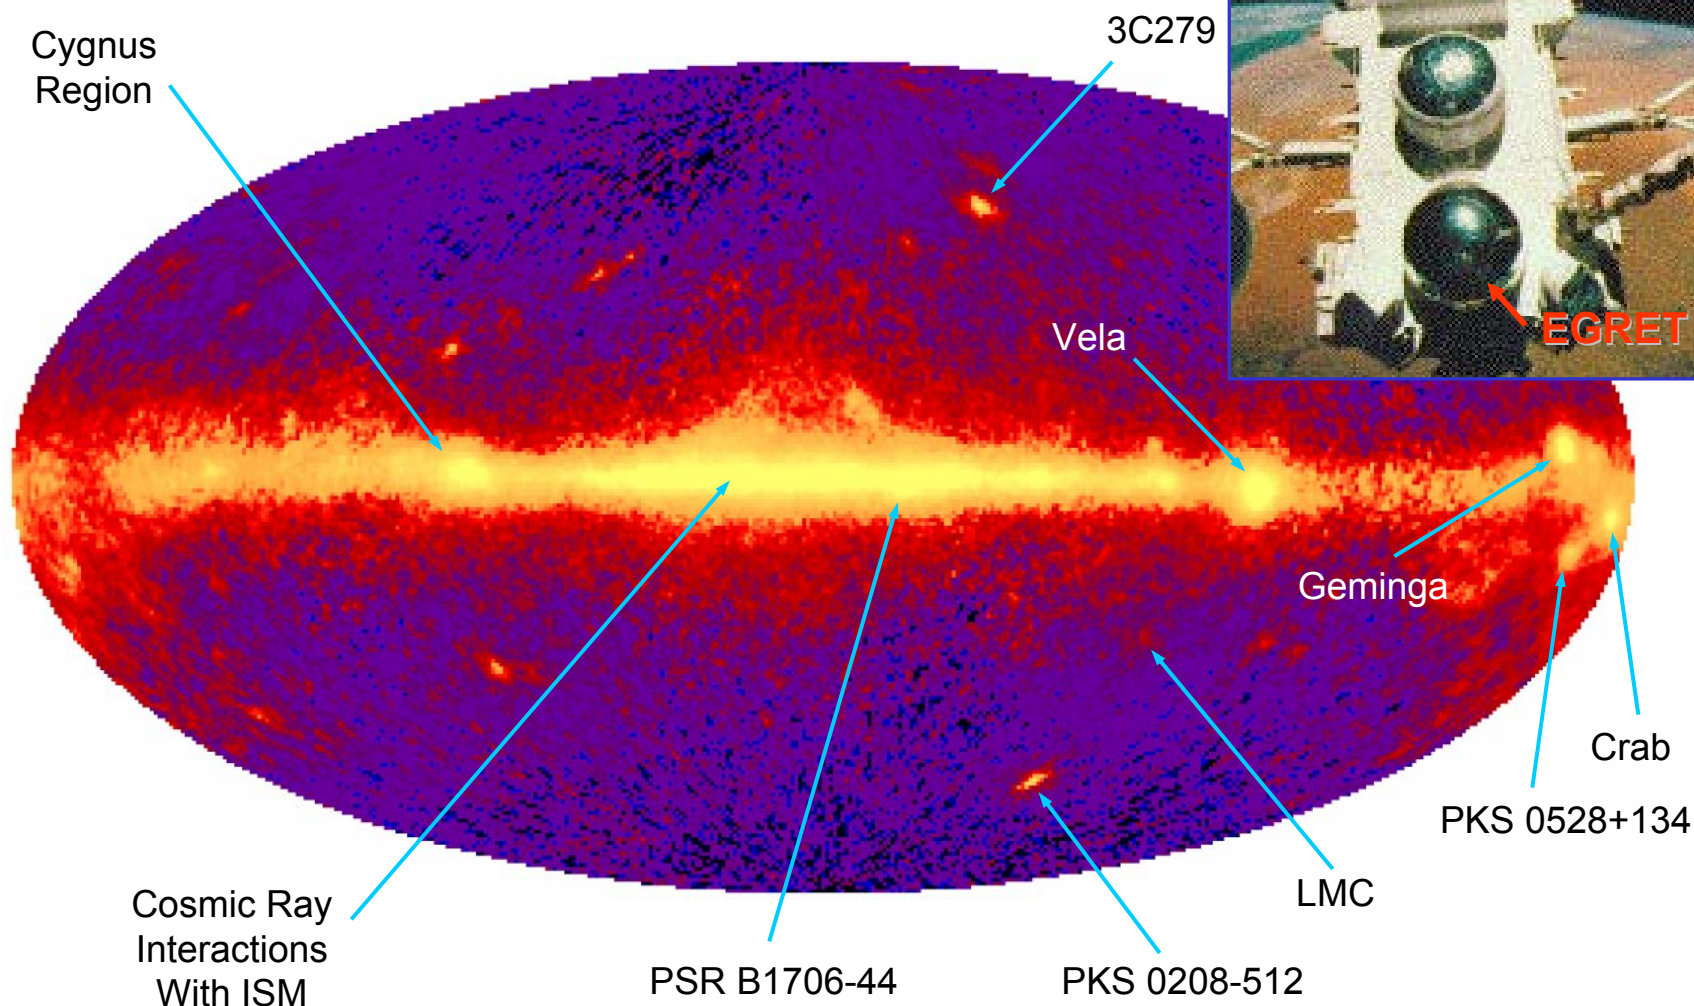 Cygnus
Region
3C279
EGRET
Vela
Geminga
Crab
PKS 0528+134
LMC
Cosmic Ray
Interactions
With ISM
PSR B1706-44
PKS 0208-512